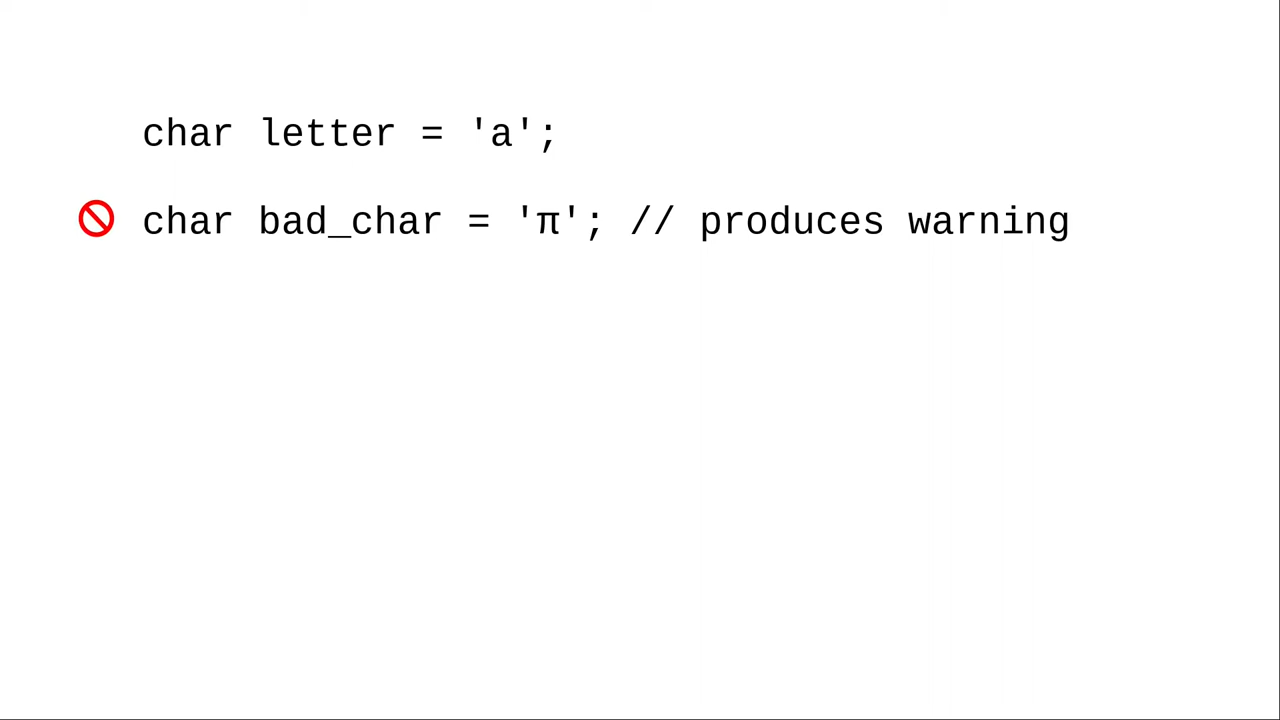 char letter = 'a';
char bad_char = 'π'; // produces warning